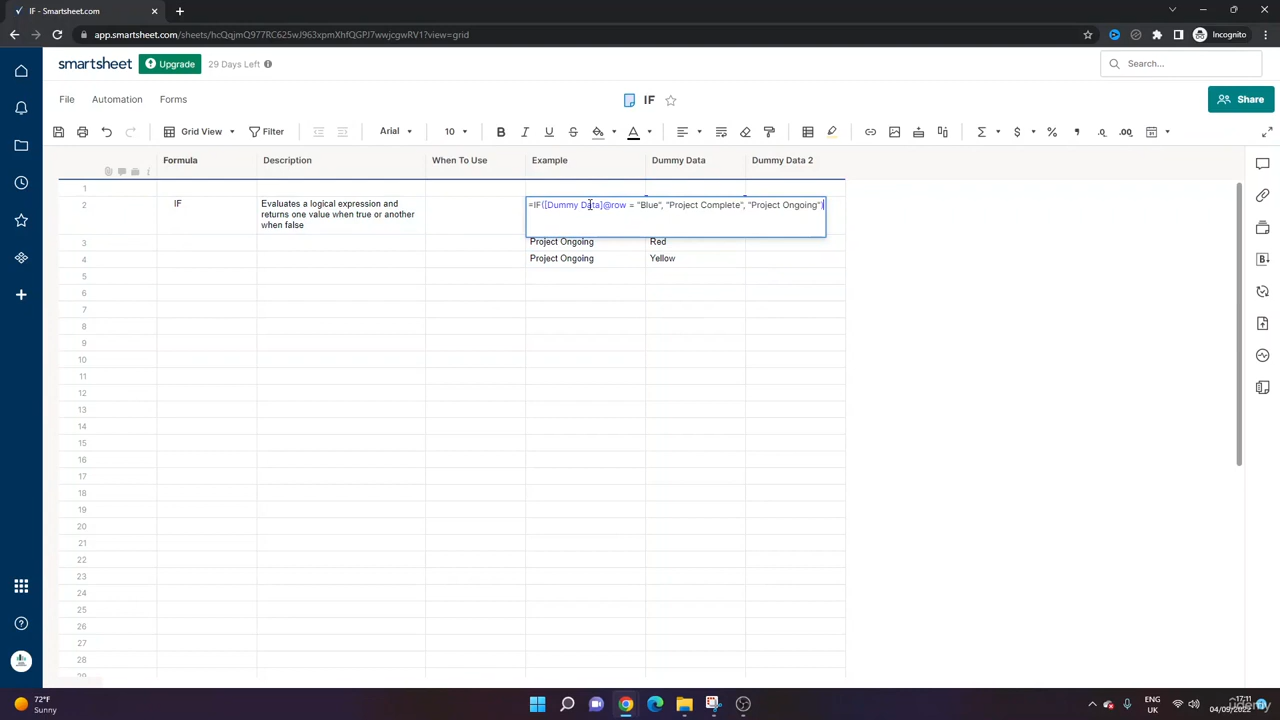 IF - Smartsheet.com
app.smartsheet.com/sheets/hcQqjmQ977RC625wJ963xpmXhfQGPJ7wwjcgwRV1?view=grid
Incognito
smartsheet
Upgrade
29 Days Left
Search...
File
Automation
Forms
IF
Share
Grid View
Filter
Arial
10
Formula
Description
When To Use
Example
Dummy Data
Dummy Data 2
1
2
IF
Evaluates a logical expression and
returns one value when true or another
when false
=IF([Dummy Data]@row = "Blue", "Project Complete", "Project Ongoing")
3
Project Ongoing
Red
4
Project Ongoing
Yellow
5
6
7
8
9
10
11
12
13
14
15
16
17
18
19
20
21
22
23
24
25
26
27
28
29
72°F
Sunny
ENG
UK
17:11
04/09/2022
udemy